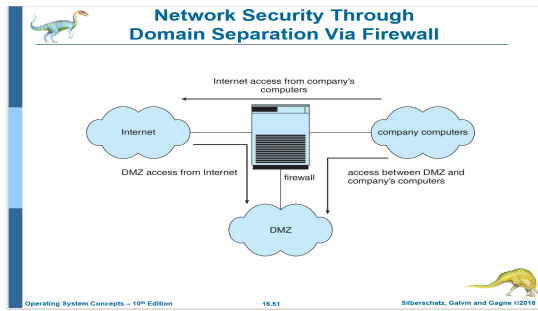 Network Security Through
Domain Separation Via Firewall
Internet access from company's
computers
Internet
company computers
DMZ access from Internet
firewall
access between DMZ and
company's computers
DMZ
Operating System Concepts – 10th Edition
16.51
Silberschatz, Galvin and Gagne ©2018